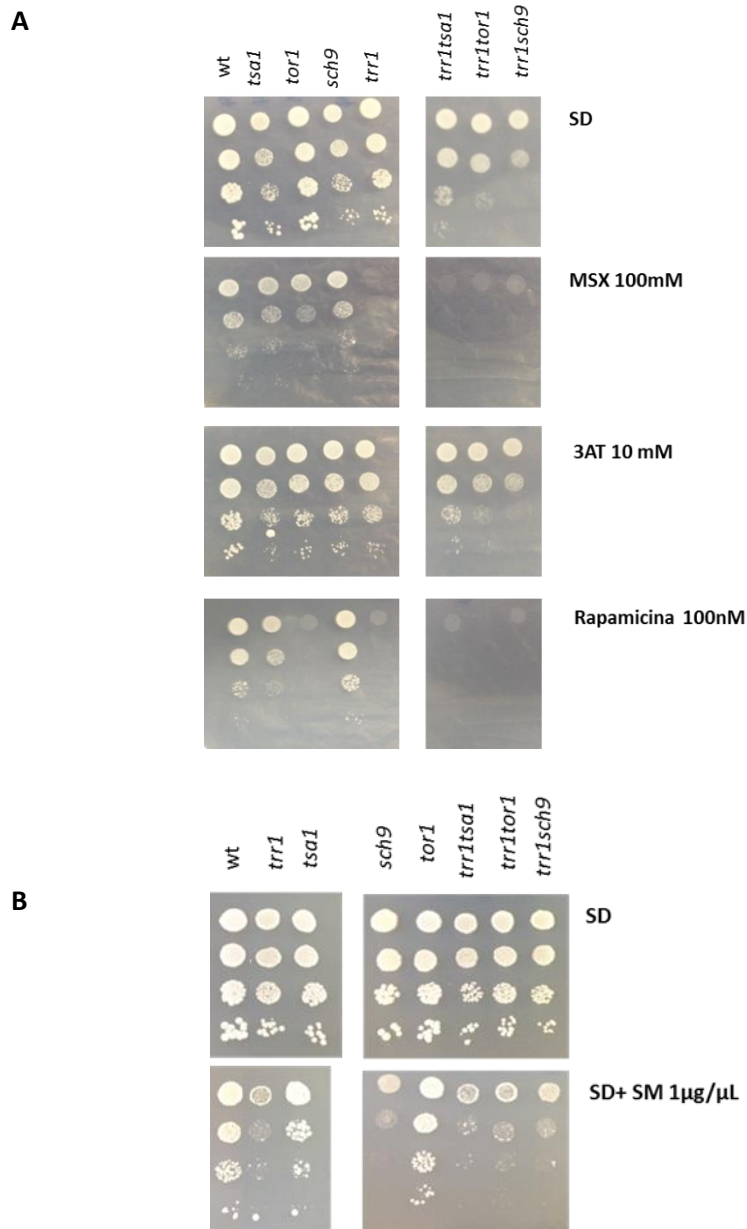 A
wt tsa1 tor1 sch9 trr1 trr1tsa1 trr1tor1 trr1sch9
SD
MSX 100mM
3AT 10 mM
Rapamicina 100nM
wt trr1 tsa1 sch9 tor1 trr1tsa1 trr1tor1 trr1sch9
B
SD
SD+ SM 1µg/µL